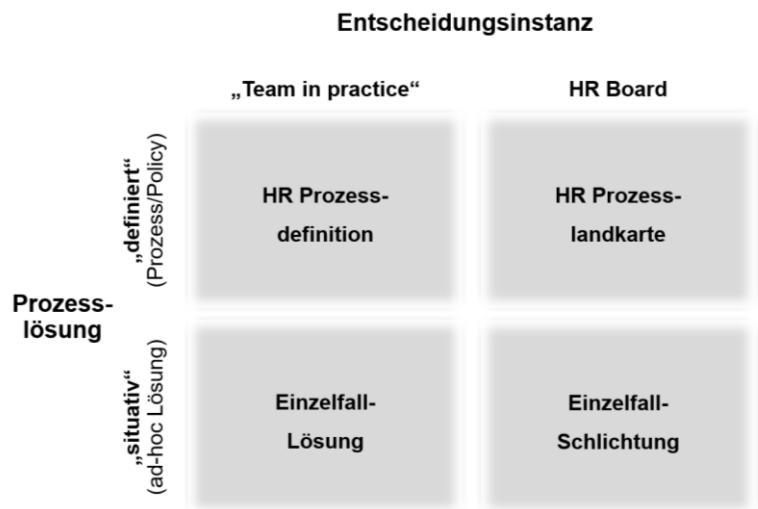 Entscheidungsinstanz
„Team in practice“
HR Board
„definiert“
(Prozess/Policy)
HR Prozess-
definition
HR Prozess-
landkarte
Prozess-
lösung
„situativ“
(ad-hoc Lösung)
Einzelfall-
Lösung
Einzelfall-
Schlichtung